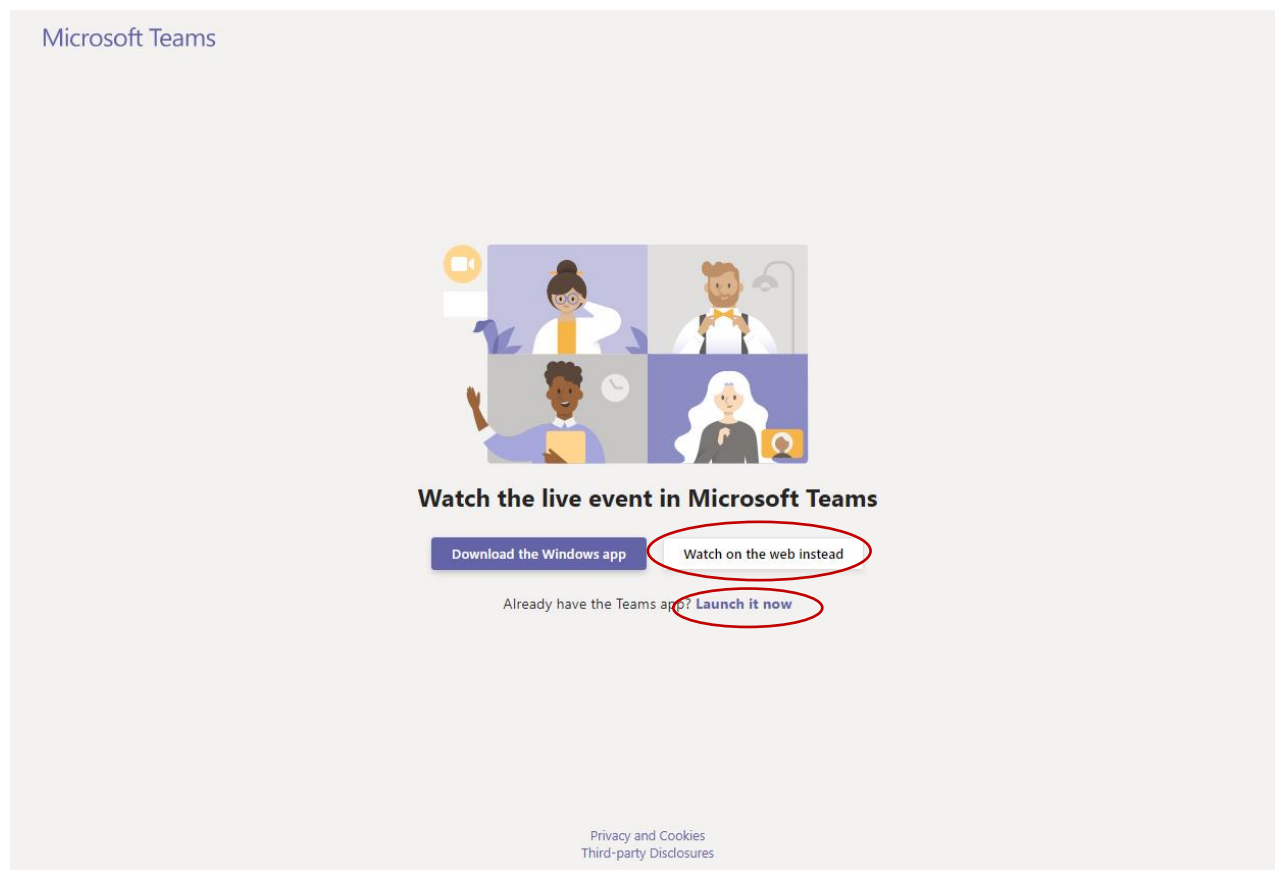 Microsoft Teams
Watch the live event in Microsoft Teams
Download the Windows app
Watch on the web instead
Already have the Teams app? Launch it now
Privacy and Cookies
Third-party Disclosures